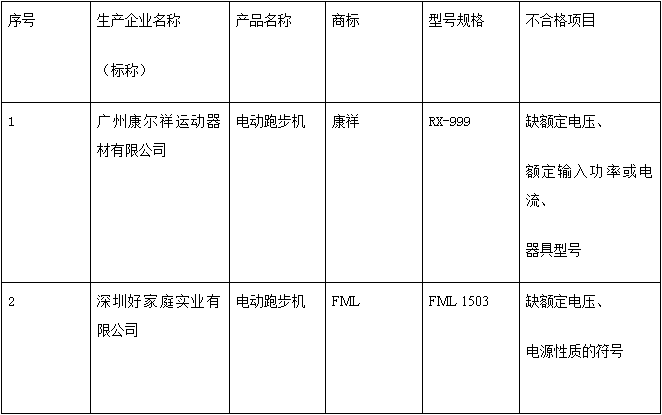 序号 生产企业名称 产品名称 商标 型号规格 不合格项目
（标称）
1 广州康尔祥运动器 电动跑步机 康祥 RX-999 缺额定电压、
材有限公司
额定输入功率或电
流、
器具型号
2 深圳好家庭实业有 电动跑步机 FML FML 1503 缺额定电压、
限公司
电源性质的符号